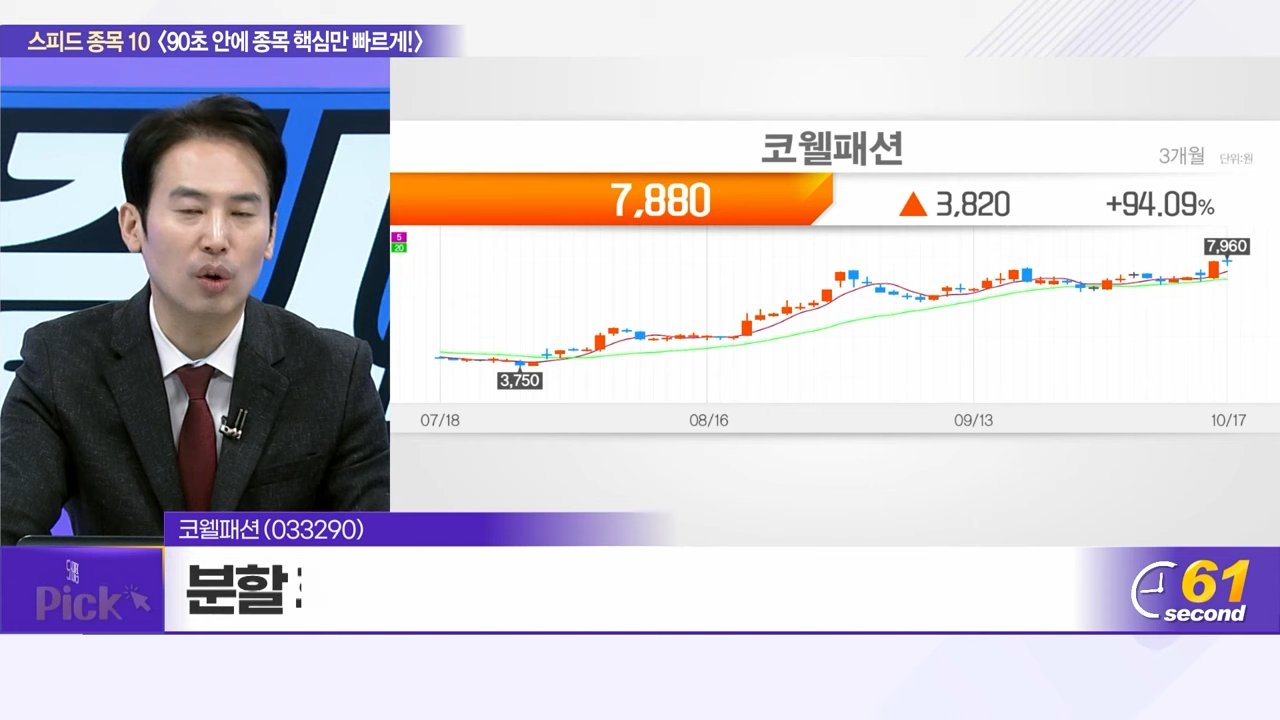 스피드 종목 10 〈90초 안에 종목 핵심만 빠르게!〉
코웰패션
3개월 단위:원
7,880 ▲ 3,820 +94.09%
5
20
7,960
3,750
07/18 08/16 09/13 10/17
코웰패션 (033290)
Pick
분할
61
second